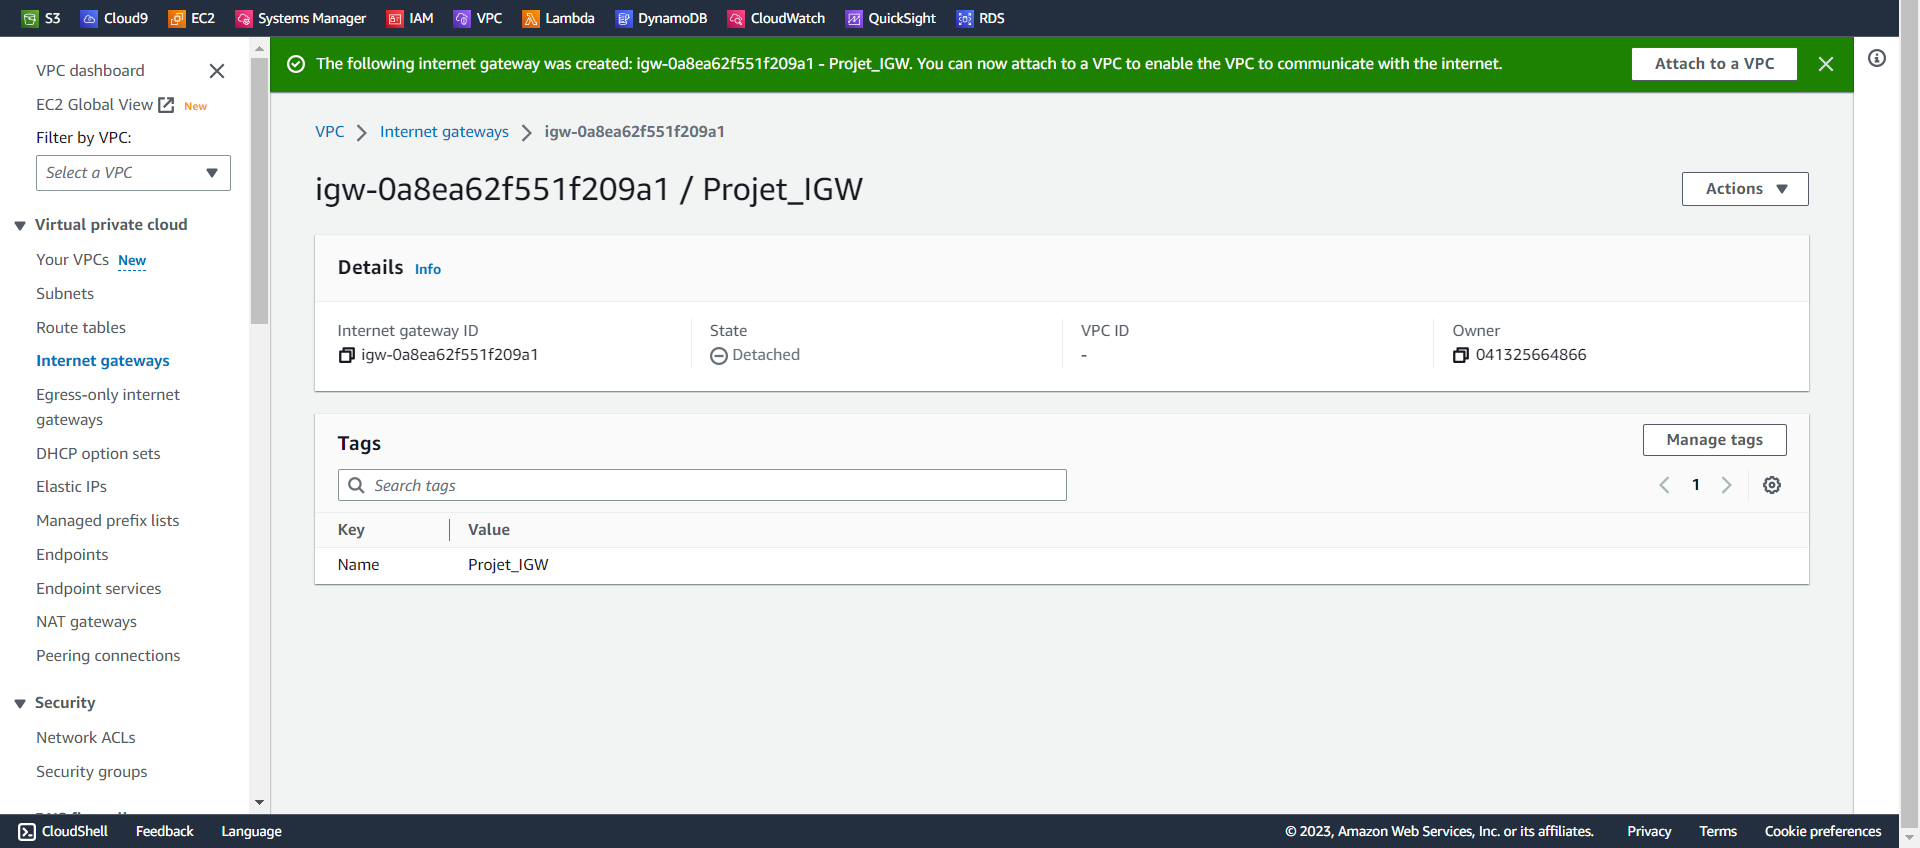 S3 Cloud9 EC2 Systems Manager IAM VPC Lambda DynamoDB CloudWatch QuickSight RDS
VPC dashboard
EC2 Global View New
Filter by VPC:
Select a VPC
Virtual private cloud
Your VPCs New
Subnets
Route tables
Internet gateways
Egress-only internet
gateways
DHCP option sets
Elastic IPs
Managed prefix lists
Endpoints
Endpoint services
NAT gateways
Peering connections
Security
Network ACLs
Security groups
The following internet gateway was created: igw-0a8ea62f551f209a1 - Projet_IGW. You can now attach to a VPC to enable the VPC to communicate with the internet.
Attach to a VPC
VPC Internet gateways igw-0a8ea62f551f209a1
igw-0a8ea62f551f209a1 / Projet_IGW
Actions
Details Info
Internet gateway ID
igw-0a8ea62f551f209a1
State
Detached
VPC ID
-
Owner
041325664866
Tags
Manage tags
Search tags
1
Key Value
Name Projet_IGW
CloudShell Feedback Language
© 2023, Amazon Web Services, Inc. or its affiliates. Privacy Terms Cookie preferences